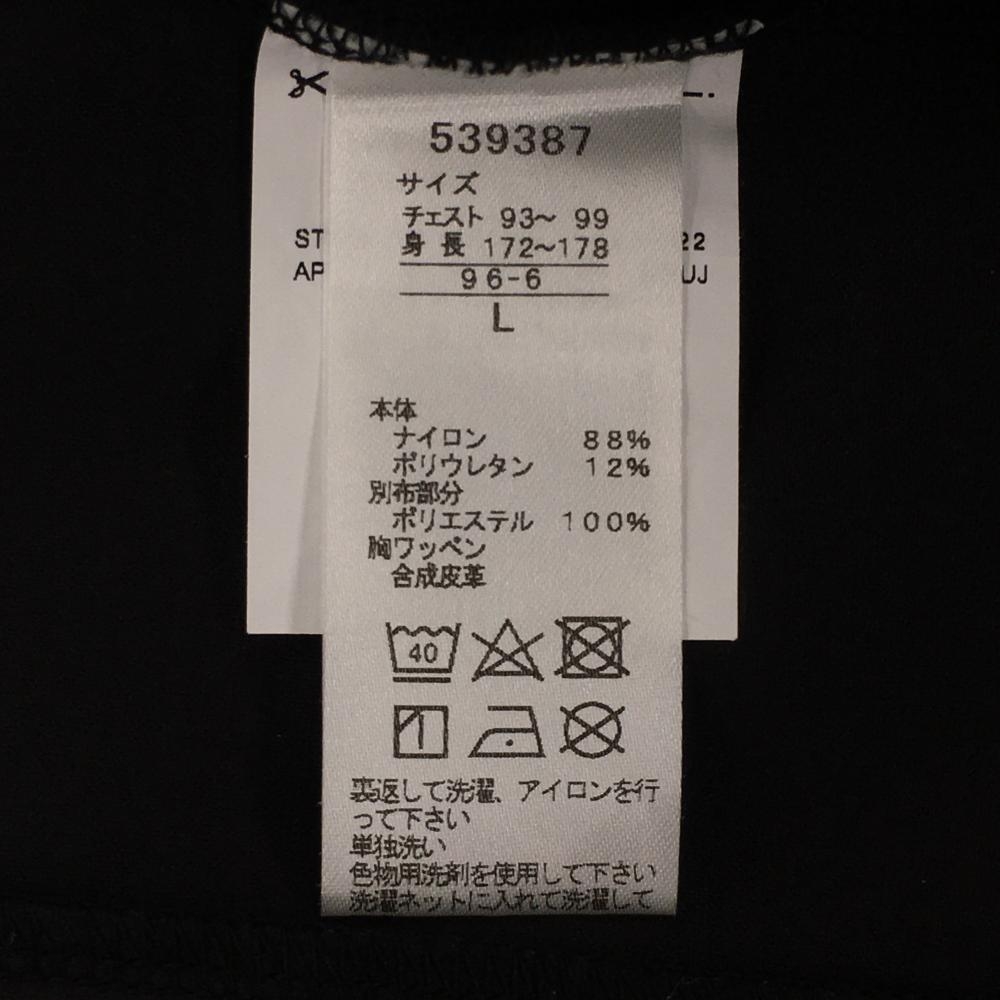 539387
サイズ
チェスト 93～ 99
身 長 172～178
96-6
L
ST
AP
22
UJ
本体
ナイロン 88%
ポリウレタン 12%
別布部分
ポリエステル 100%
胸ワッペン
合成皮革
40
裏返して洗濯、アイロンを行
って下さい
単独洗い
色物用洗剤を使用して下さい
洗濯ネットに入れて洗濯して